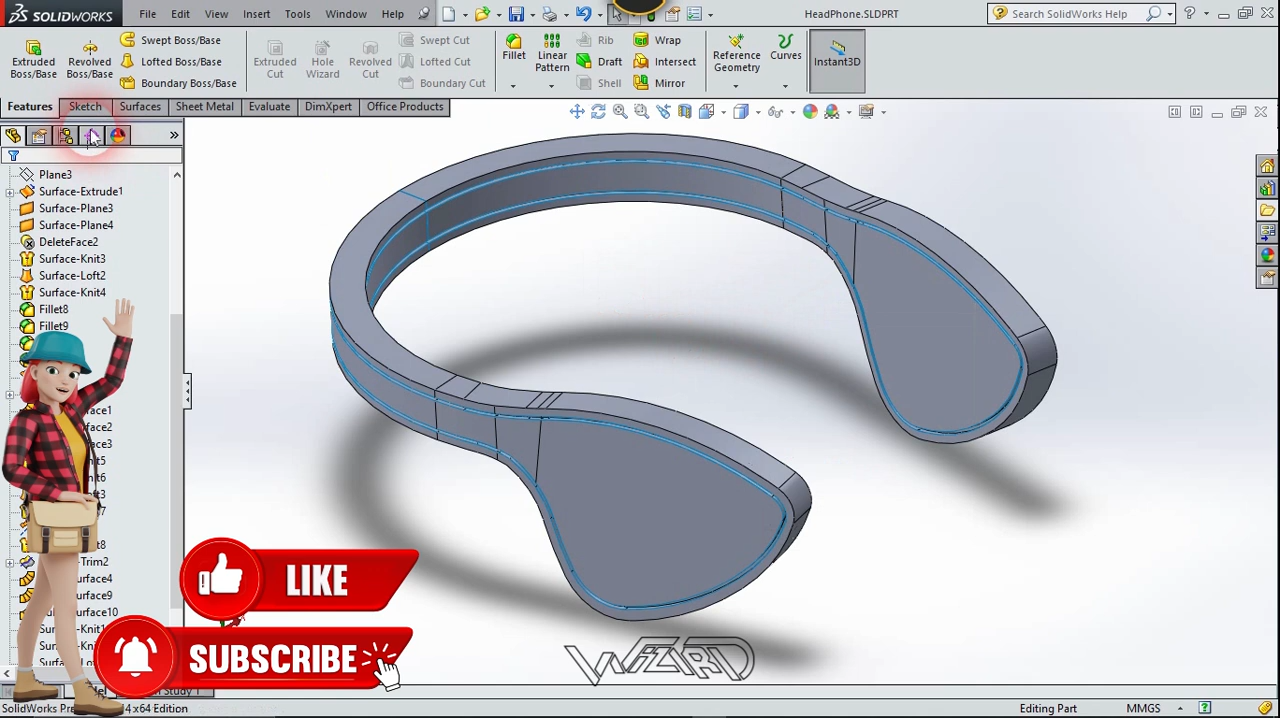 SOLIDWORKS
File Edit View Insert Tools Window Help
HeadPhone.SLDPRT
Search SolidWorks Help
Extruded Boss/Base
Revolved Boss/Base
Swept Boss/Base
Lofted Boss/Base
Boundary Boss/Base
Extruded Cut
Hole Wizard
Revolved Cut
Swept Cut
Lofted Cut
Boundary Cut
Fillet
Linear Pattern
Rib
Draft
Shell
Wrap
Intersect
Mirror
Reference Geometry
Curves
Instant3D
Features Sketch Surfaces Sheet Metal Evaluate DimXpert Office Products
Plane3
Surface-Extrude1
Surface-Plane3
Surface-Plane4
DeleteFace2
Surface-Knit3
Surface-Loft2
Surface-Knit4
Fillet8
Fillet9
LIKE
SUBSCRIBE
WIZARD
Editing Part
MMGS